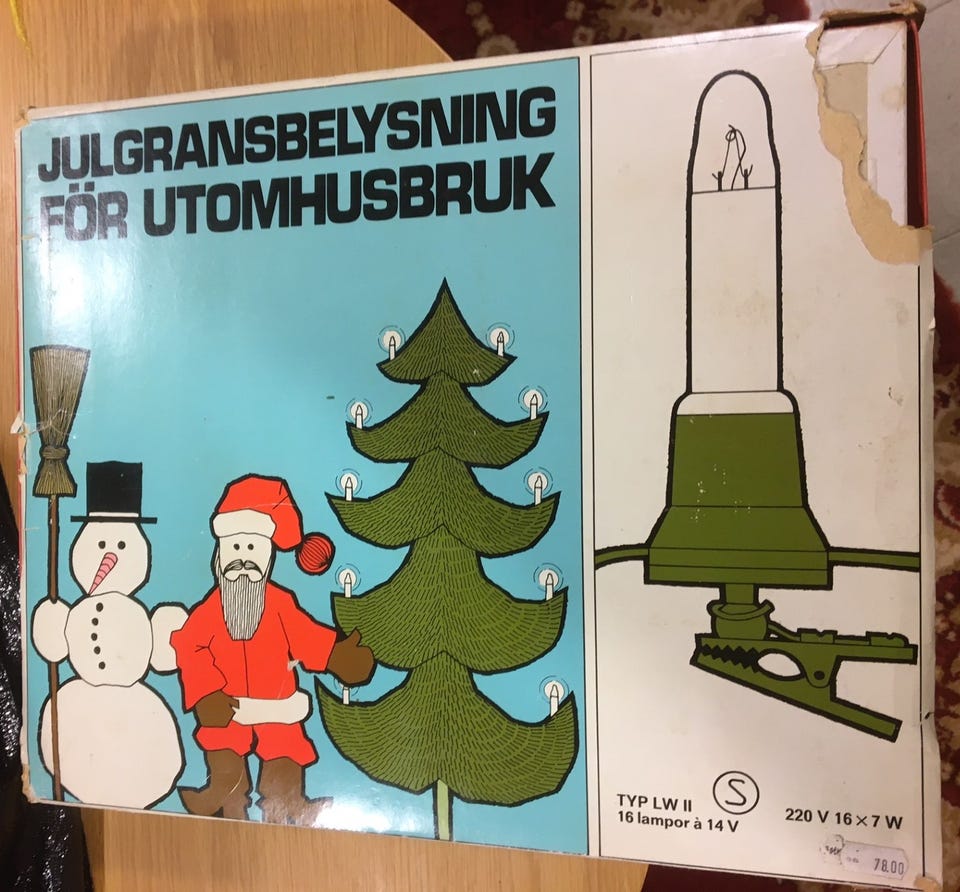 JULGRANSBELYSNING
FÖR UTOMHUSBRUK
TYP LW II
16 lampor à 14 V
S
220 V 16 × 7 W
78.00